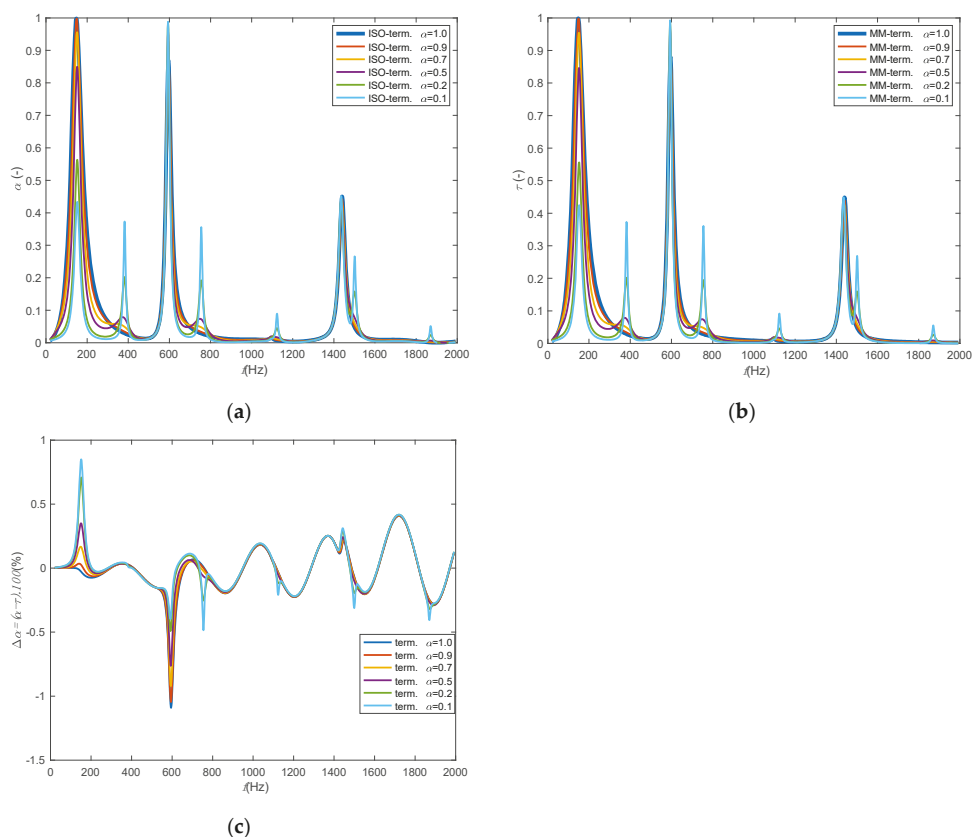 1
0.9
0.8
0.7
0.6
0.5
0.4
0.3
0.2
0.1
0
α (-)
0 200 400 600 800 1000 1200 1400 1600 1800 2000
f(Hz)
ISO-term. α=1.0
ISO-term. α=0.9
ISO-term. α=0.7
ISO-term. α=0.5
ISO-term. α=0.2
ISO-term. α=0.1
(a)
1
0.9
0.8
0.7
0.6
0.5
0.4
0.3
0.2
0.1
0
τ (-)
0 200 400 600 800 1000 1200 1400 1600 1800 2000
f(Hz)
MM-term. α=1.0
MM-term. α=0.9
MM-term. α=0.7
MM-term. α=0.5
MM-term. α=0.2
MM-term. α=0.1
(b)
1
0.5
0
-0.5
-1
-1.5
Δα=(α-τ).100(%)
0 200 400 600 800 1000 1200 1400 1600 1800 2000
f(Hz)
term. α=1.0
term. α=0.9
term. α=0.7
term. α=0.5
term. α=0.2
term. α=0.1
(c)